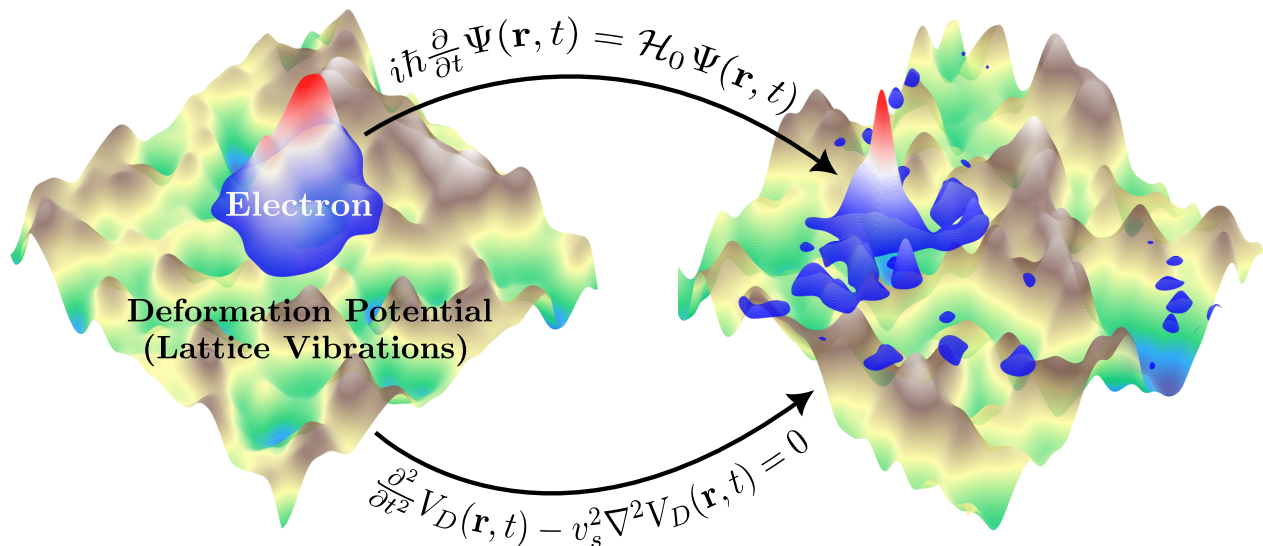 iħ ∂/∂t Ψ(r, t) = ℋ₀ Ψ(r, t)
Electron
Deformation Potential
(Lattice Vibrations)
∂²/∂t² V_D(r, t) − v_s²∇²V_D(r, t) = 0